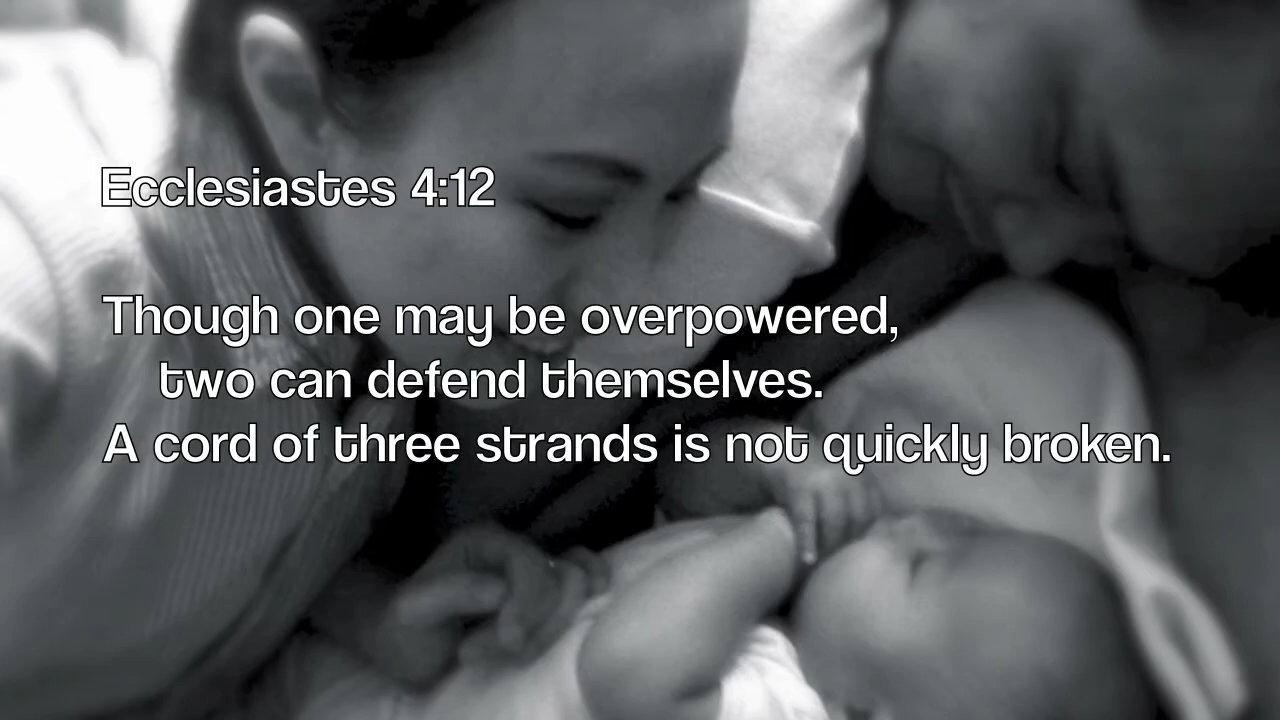 Ecclesiastes 4:12
Though one may be overpowered,
two can defend themselves.
A cord of three strands is not quickly broken.